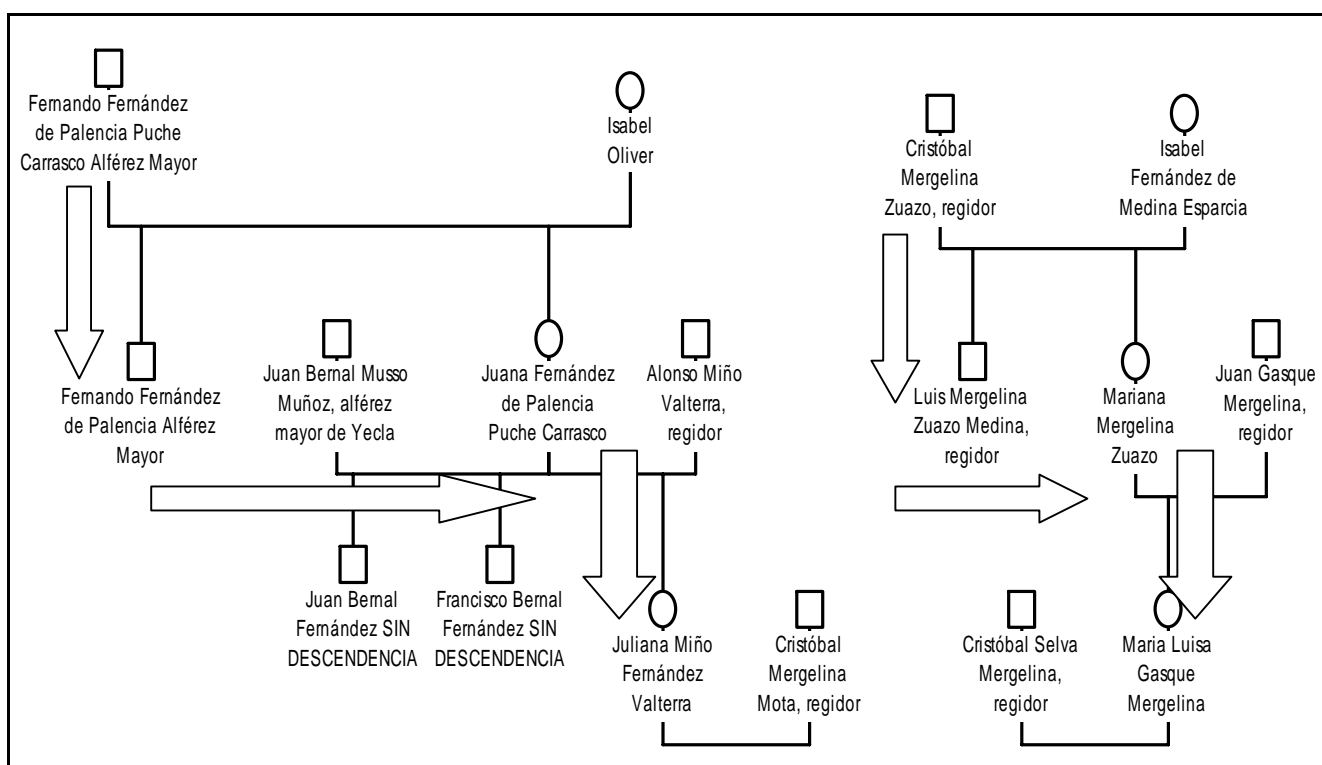 Fernando Fernández
de Palencia Puche
Carrasco Alférez Mayor
Isabel
Oliver
Cristóbal
Mergelina
Zuazo, regidor
Isabel
Fernández de
Medina Esparcia
Fernando Fernández
de Palencia Alférez
Mayor
Juan Bernal Musso
Muñoz, alférez
mayor de Yecla
Juana Fernández
de Palencia
Puche Carrasco
Alonso Miño
Valterra,
regidor
Luis Mergelina
Zuazo Medina,
regidor
Mariana
Mergelina
Zuazo
Juan Gasque
Mergelina,
regidor
Juan Bernal
Fernández SIN
DESCENDENCIA
Francisco Bernal
Fernández SIN
DESCENDENCIA
Juliana Miño
Fernández
Valterra
Cristóbal
Mergelina
Mota, regidor
Cristóbal Selva
Mergelina,
regidor
Maria Luisa
Gasque
Mergelina